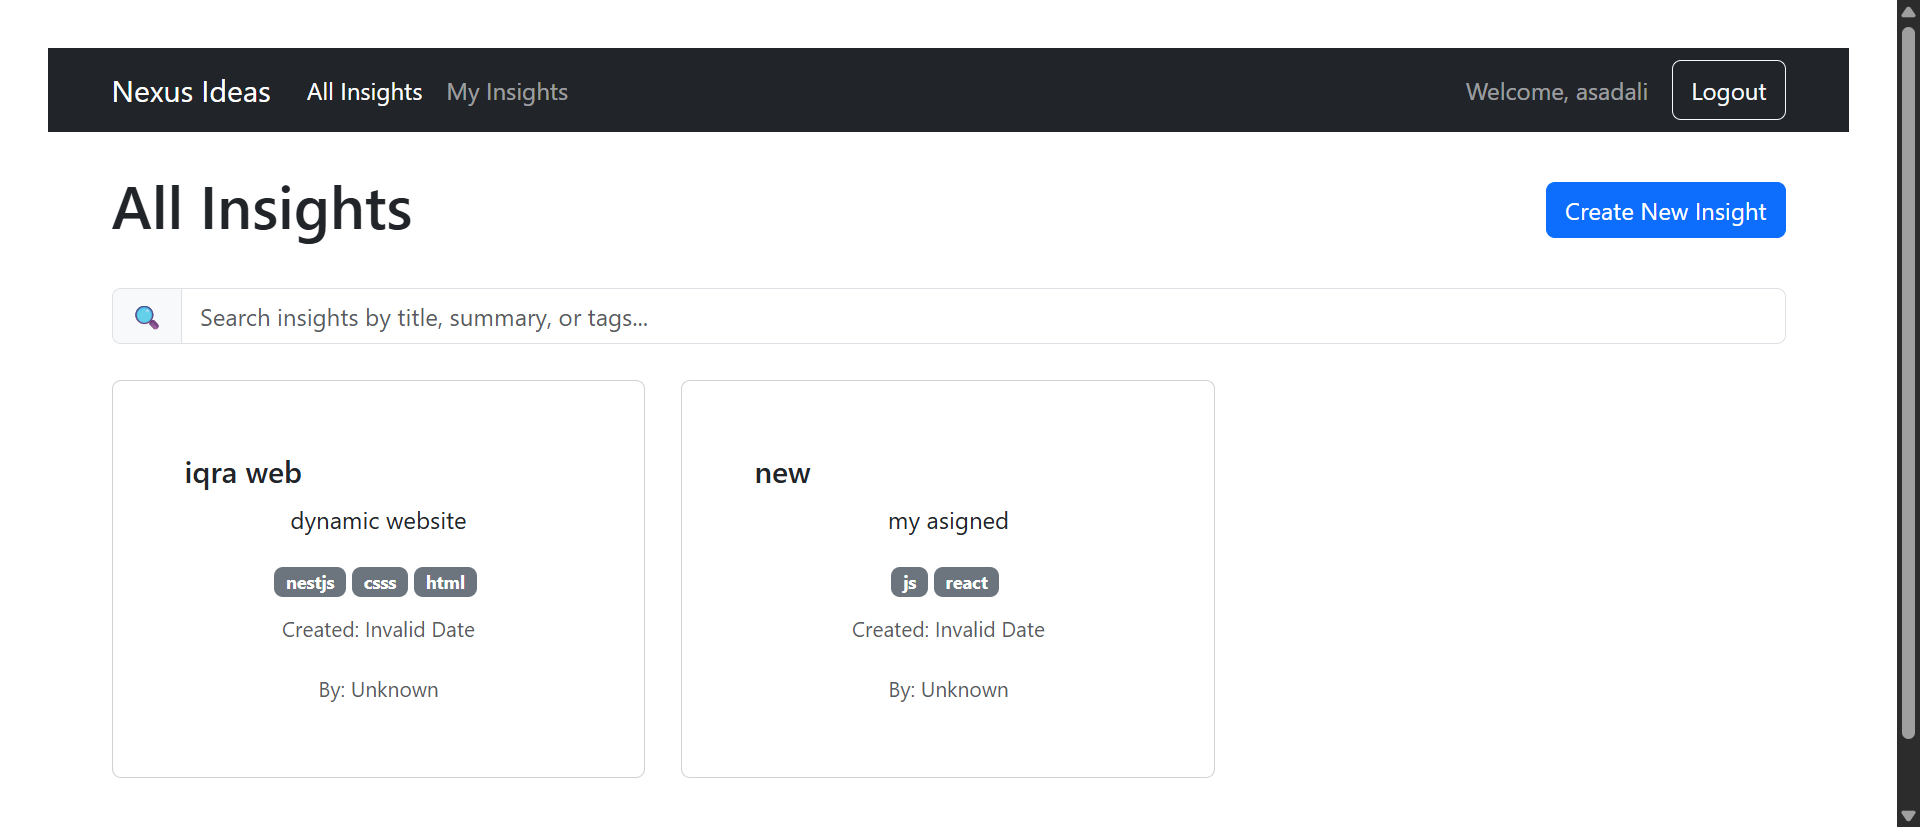 Nexus Ideas All Insights My Insights Welcome, asadali Logout
All Insights Create New Insight
Search insights by title, summary, or tags...
iqra web
dynamic website
nestjs csss html
Created: Invalid Date
By: Unknown
new
my asigned
js react
Created: Invalid Date
By: Unknown